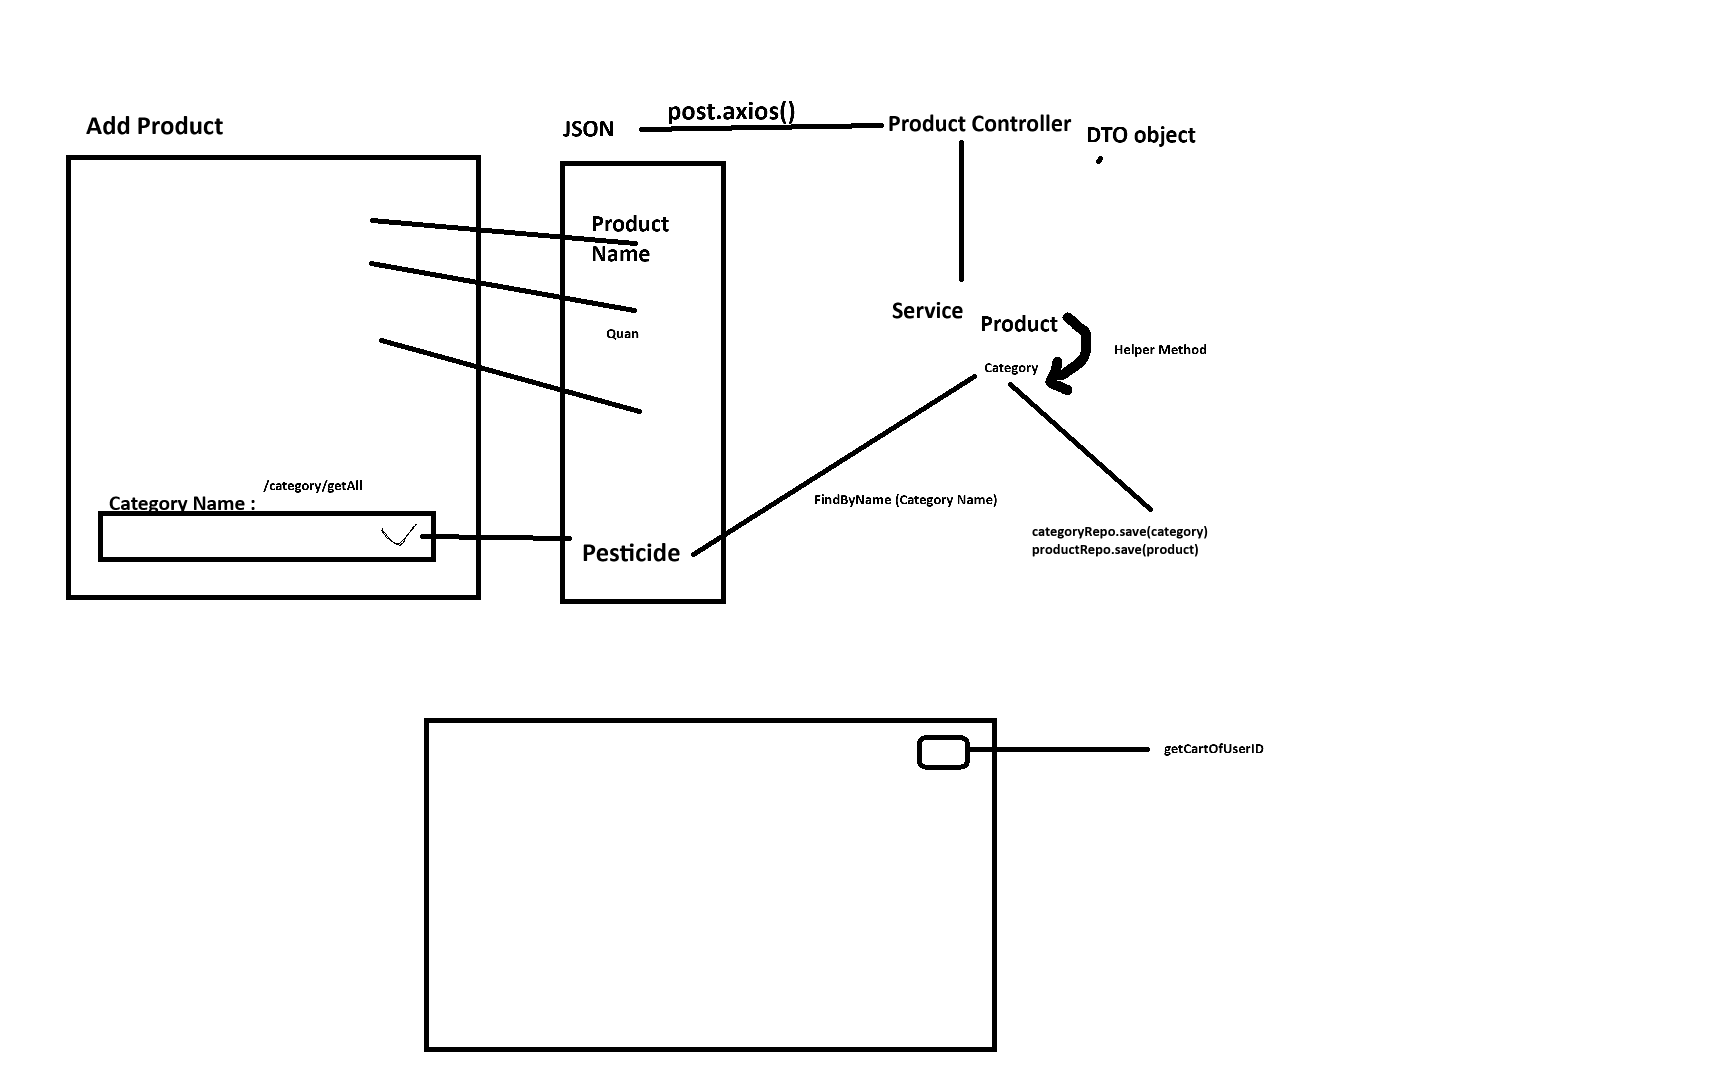 Add Product
JSON
post.axios()
Product Controller
DTO object
Product
Name
Quan
Service
Product
Helper Method
Category
/category/getAll
Category Name :
FindByName (Category Name)
categoryRepo.save(category)
productRepo.save(product)
Pesticide
getCartOfUserID